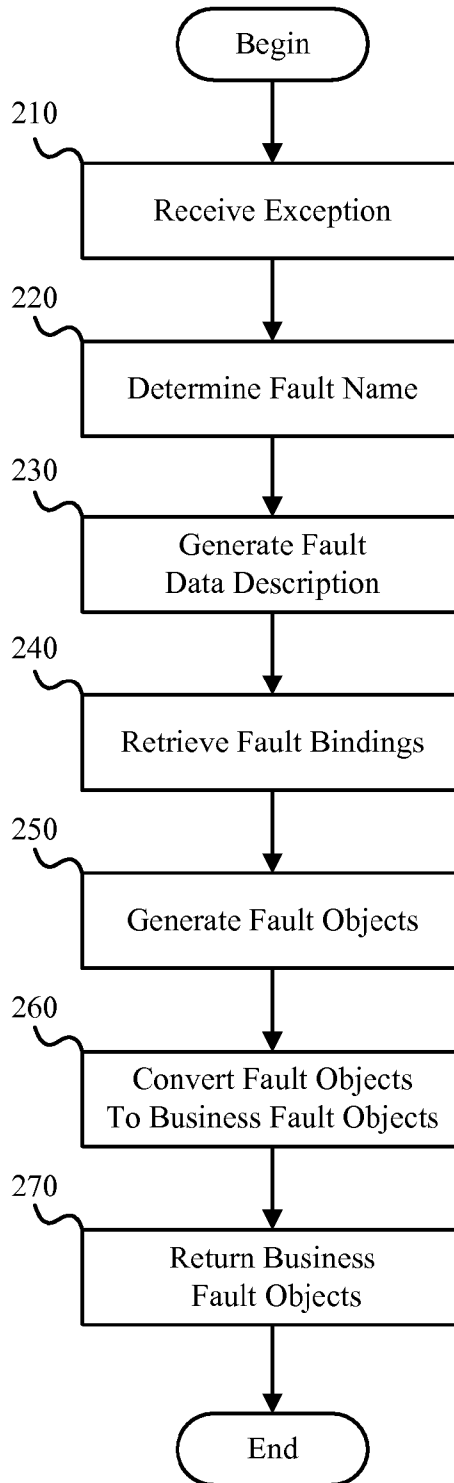 Begin
210
Receive Exception
220
Determine Fault Name
230
Generate Fault
Data Description
240
Retrieve Fault Bindings
250
Generate Fault Objects
260
Convert Fault Objects
To Business Fault Objects
270
Return Business
Fault Objects
End